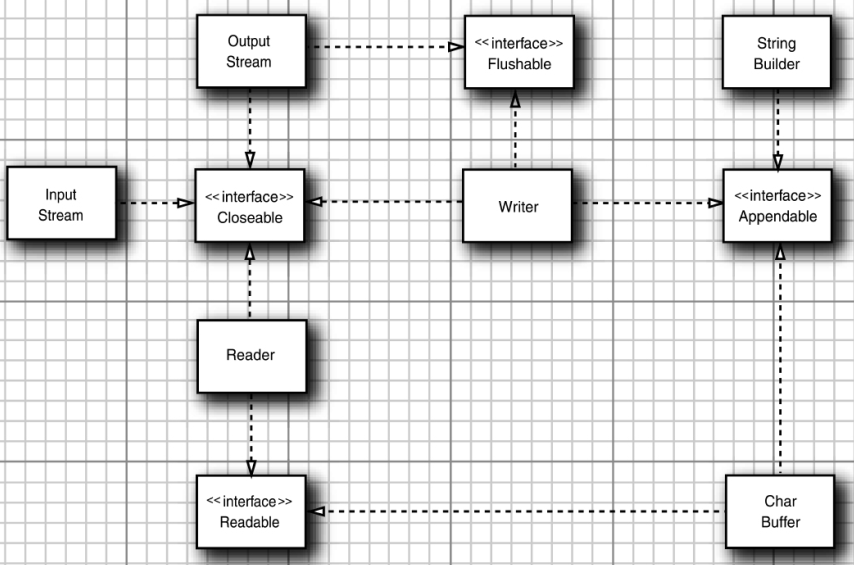 Output
Stream
<<interface>>
Flushable
String
Builder
Input
Stream
<<interface>>
Closeable
Writer
<<interface>>
Appendable
Reader
<<interface>>
Readable
Char
Buffer